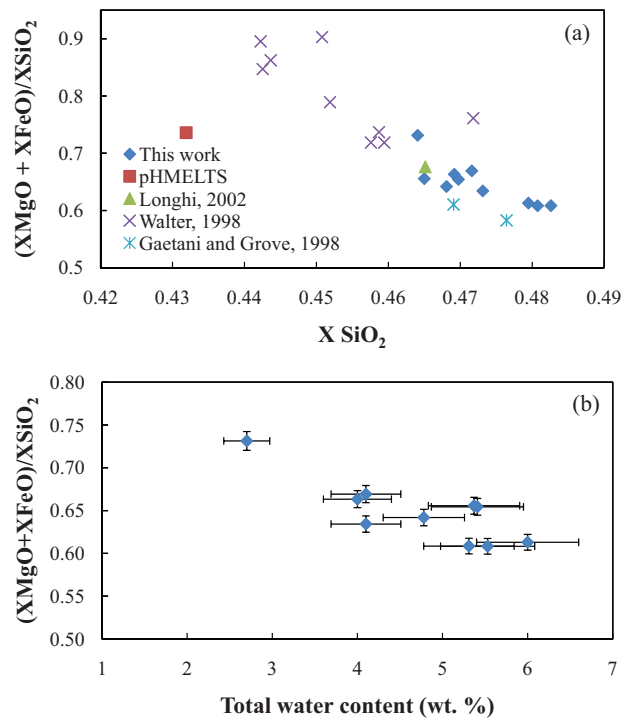 (a)
(XMgO + XFeO)/XSiO₂
0.9
0.8
0.7
0.6
0.5
This work
pHMELTS
Longhi, 2002
Walter, 1998
Gaetani and Grove, 1998
0.42 0.43 0.44 0.45 0.46 0.47 0.48 0.49
X SiO₂
(b)
(XMgO+XFeO)/XSiO₂
0.80
0.75
0.70
0.65
0.60
0.55
0.50
1 2 3 4 5 6 7
Total water content (wt. %)